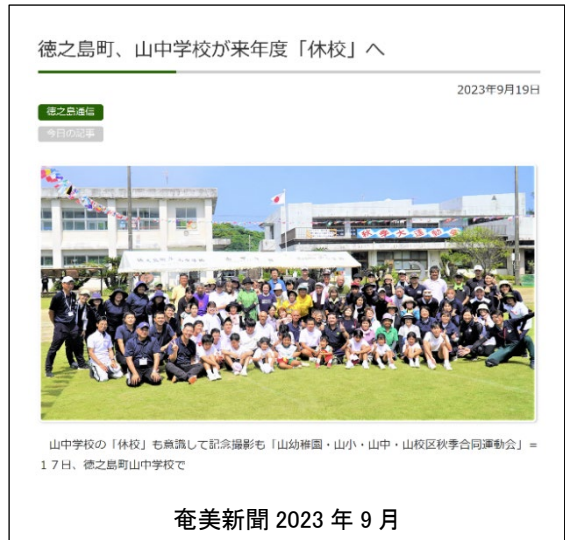 徳之島町、山中学校が来年度「休校」へ
2023年9月19日
徳之島通信
今日の記事
秋季大運動会
山中学校の「休校」も意識して記念撮影も「山幼稚園・山小・山中・山校区秋季合同運動会」＝
１７日、徳之島町山中学校で
奄美新聞 2023 年 9 月